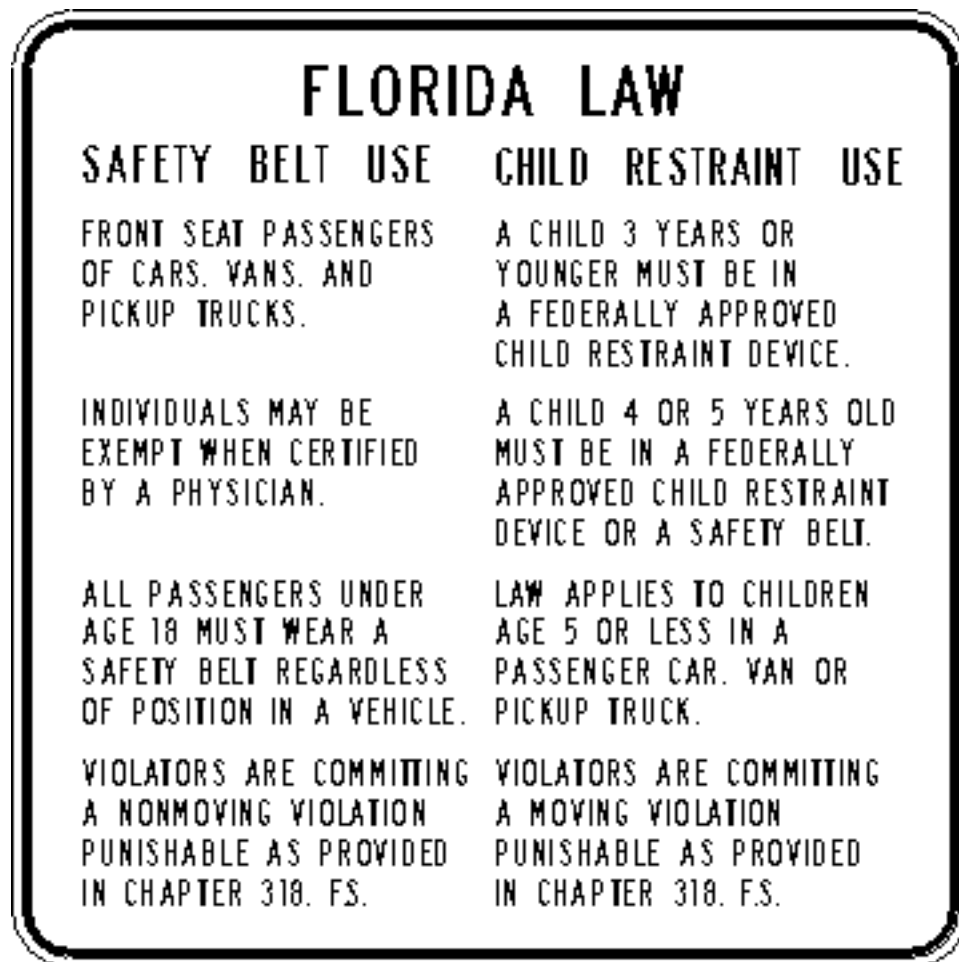 FLORIDA LAW
SAFETY BELT USE
FRONT SEAT PASSENGERS
OF CARS, VANS, AND
PICKUP TRUCKS.
INDIVIDUALS MAY BE
EXEMPT WHEN CERTIFIED
BY A PHYSICIAN.
ALL PASSENGERS UNDER
AGE 18 MUST WEAR A
SAFETY BELT REGARDLESS
OF POSITION IN A VEHICLE.
VIOLATORS ARE COMMITTING
A NONMOVING VIOLATION
PUNISHABLE AS PROVIDED
IN CHAPTER 318, F.S.
CHILD RESTRAINT USE
A CHILD 3 YEARS OR
YOUNGER MUST BE IN
A FEDERALLY APPROVED
CHILD RESTRAINT DEVICE.
A CHILD 4 OR 5 YEARS OLD
MUST BE IN A FEDERALLY
APPROVED CHILD RESTRAINT
DEVICE OR A SAFETY BELT.
LAW APPLIES TO CHILDREN
AGE 5 OR LESS IN A
PASSENGER CAR, VAN OR
PICKUP TRUCK.
VIOLATORS ARE COMMITTING
A MOVING VIOLATION
PUNISHABLE AS PROVIDED
IN CHAPTER 318, F.S.